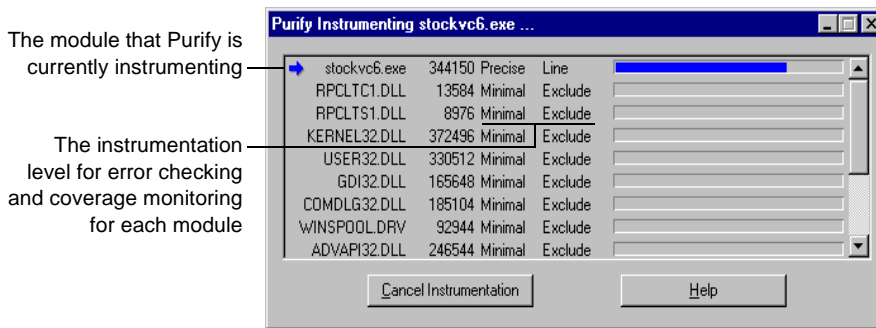 Purify Instrumenting stockvc6.exe ...
The module that Purify is
currently instrumenting
stockvc6.exe 344150 Precise Line
RPCLTC1.DLL 13584 Minimal Exclude
RPCLTS1.DLL 8976 Minimal Exclude
KERNEL32.DLL 372496 Minimal Exclude
USER32.DLL 330512 Minimal Exclude
GDI32.DLL 165648 Minimal Exclude
COMDLG32.DLL 185104 Minimal Exclude
WINSPOOL.DRV 92944 Minimal Exclude
ADVAPI32.DLL 246544 Minimal Exclude
The instrumentation
level for error checking
and coverage monitoring
for each module
Cancel Instrumentation
Help